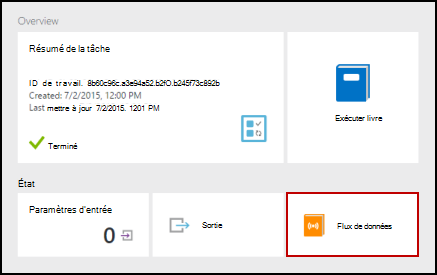 Overview
Résumé de la tâche
ID de travail. 8b60c96c.a3e94a52.b2fO.b245f73c892b
Created: 7/2/2015, 12:00 PM
Last mettre à jour 7/2/2015. 1201 PM
Terminé
Exécuter livre
État
Paramètres d'entrée
0
Sortie
Flux de données